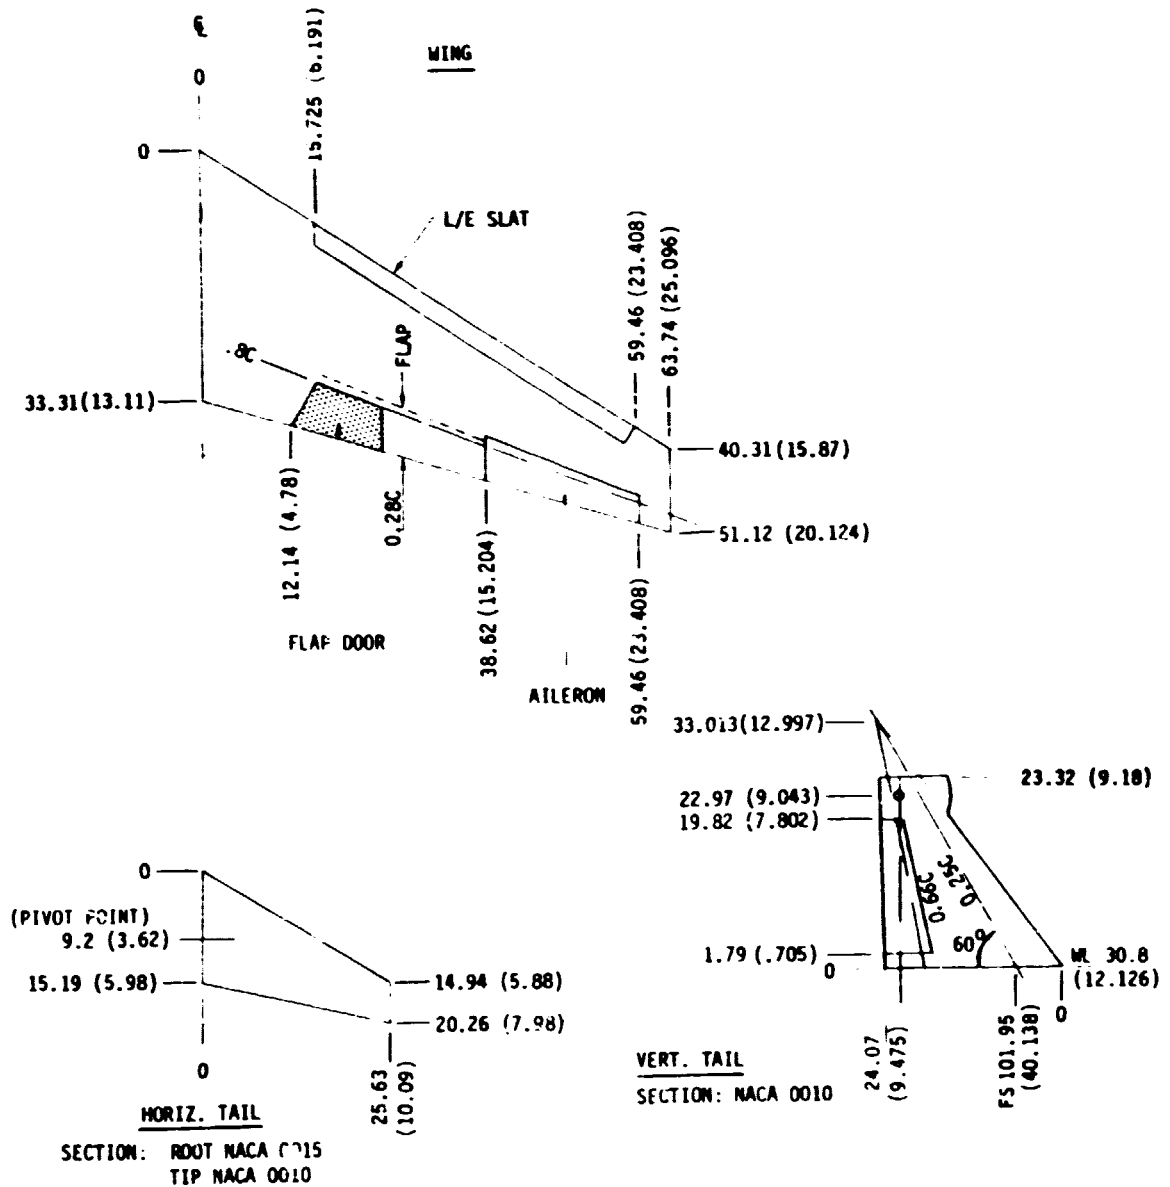 ℄
0
WING
15.725 (6.191)
0
L/E SLAT
59.46 (23.408)
63.74 (25.096)
.8C
FLAP
33.31(13.11)
40.31(15.87)
51.12 (20.124)
12.14 (4.78)
0.28C
38.62 (15.204)
59.46 (23.408)
FLAP DOOR
AILERON
33.013(12.997)
23.32 (9.18)
22.97 (9.043)
19.82 (7.802)
0.66C
0.25C
60°
1.79 (.705)
0
WL 30.8
(12.126)
0
24.07
(9.475)
FS 101.95
(40.138)
VERT. TAIL
SECTION: NACA 0010
0
(PIVOT POINT)
9.2 (3.62)
15.19 (5.98)
14.94 (5.88)
20.26 (7.98)
0
25.63
(10.09)
HORIZ. TAIL
SECTION: ROOT NACA 0015
TIP NACA 0010